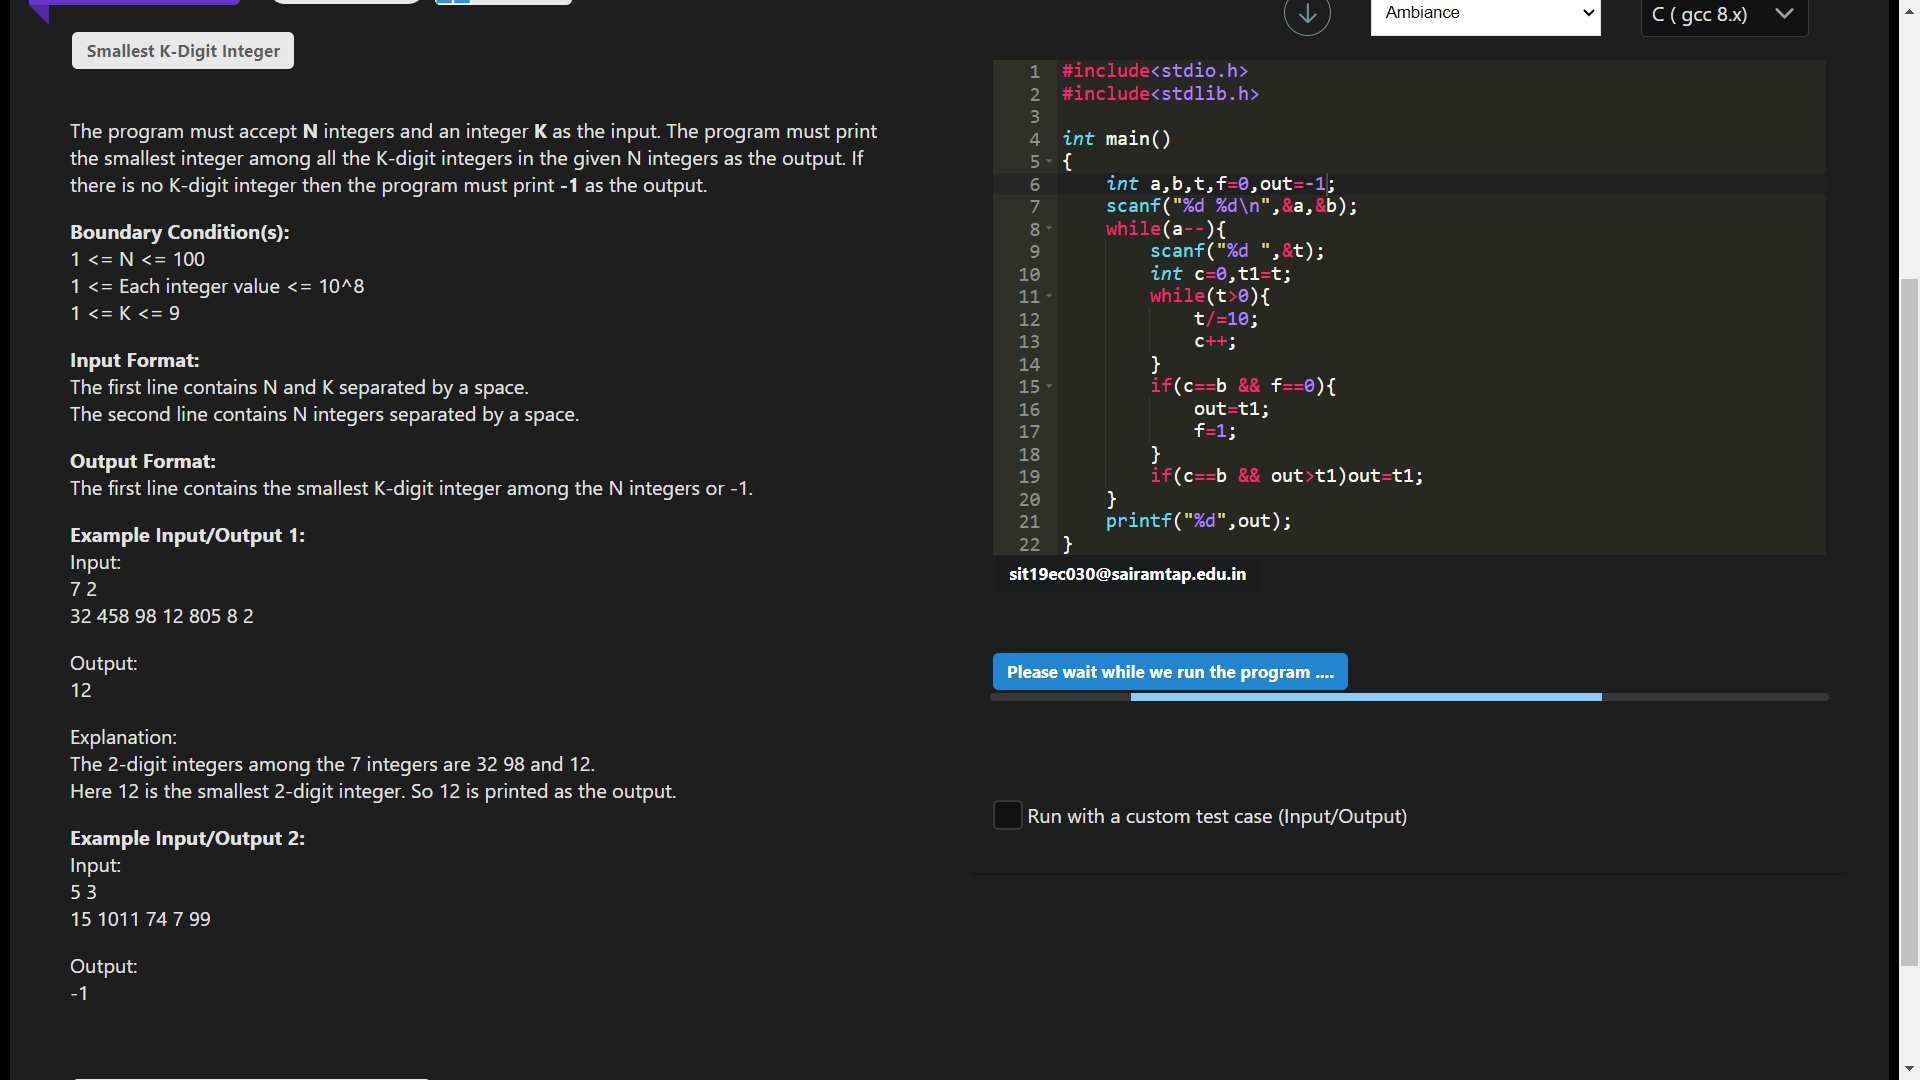 Smallest K-Digit Integer
The program must accept N integers and an integer K as the input. The program must print
the smallest integer among all the K-digit integers in the given N integers as the output. If
there is no K-digit integer then the program must print -1 as the output.
Boundary Condition(s):
1 <= N <= 100
1 <= Each integer value <= 10^8
1 <= K <= 9
Input Format:
The first line contains N and K separated by a space.
The second line contains N integers separated by a space.
Output Format:
The first line contains the smallest K-digit integer among the N integers or -1.
Example Input/Output 1:
Input:
7 2
32 458 98 12 805 8 2
Output:
12
Explanation:
The 2-digit integers among the 7 integers are 32 98 and 12.
Here 12 is the smallest 2-digit integer. So 12 is printed as the output.
Example Input/Output 2:
Input:
5 3
15 1011 74 7 99
Output:
-1
Ambiance
C ( gcc 8.x)
1 #include<stdio.h>
2 #include<stdlib.h>
3
4 int main()
5 {
6 int a,b,t,f=0,out=-1;
7 scanf("%d %d\n",&a,&b);
8 while(a--){
9 scanf("%d ",&t);
10 int c=0,t1=t;
11 while(t>0){
12 t/=10;
13 c++;
14 }
15 if(c==b && f==0){
16 out=t1;
17 f=1;
18 }
19 if(c==b && out>t1)out=t1;
20 }
21 printf("%d",out);
22 }
sit19ec030@sairamtap.edu.in
Please wait while we run the program ....
Run with a custom test case (Input/Output)